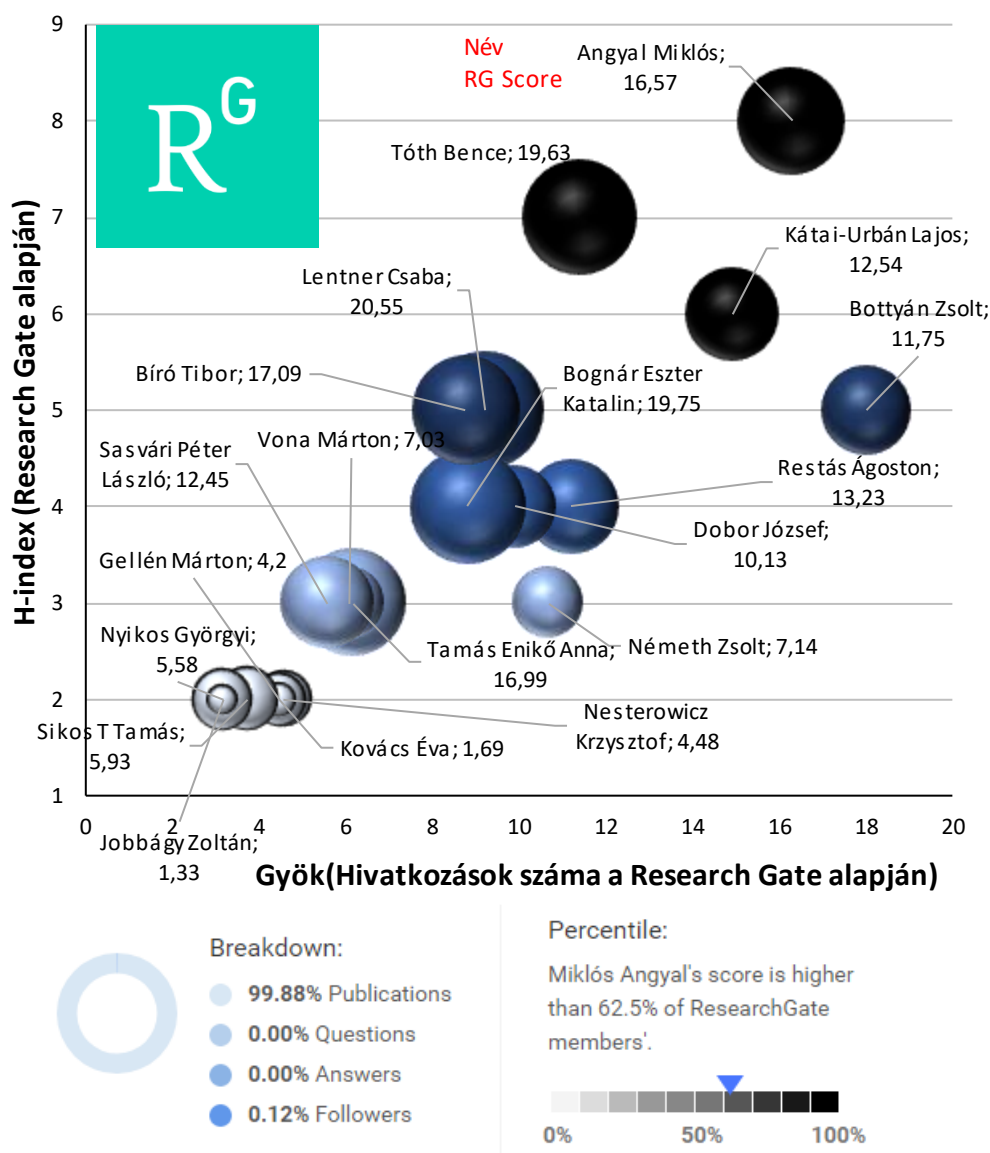 9
8
7
6
5
4
3
2
1
H-index (Research Gate alapján)
R^G
Név
RG Score
Angyal Miklós;
16,57
Tóth Bence; 19,63
Kátai-Urbán Lajos;
12,54
Lentner Csaba;
20,55
Bottyán Zsolt;
11,75
Bíró Tibor; 17,09
Bognár Eszter
Katalin; 19,75
Vona Márton; 7,03
Sasvári Péter
László; 12,45
Restás Ágoston;
13,23
Dobor József;
10,13
Gellén Márton; 4,2
Nyikos Györgyi;
5,58
Tamás Enikő Anna;
16,99
Németh Zsolt; 7,14
Sikos T Tamás;
5,93
Kovács Éva; 1,69
Nesterowicz
Krzysztof; 4,48
0 2 4 6 8 10 12 14 16 18 20
Jobbágy Zoltán;
1,33
Gyök(Hivatkozások száma a Research Gate alapján)
Breakdown:
99.88% Publications
0.00% Questions
0.00% Answers
0.12% Followers
Percentile:
Miklós Angyal's score is higher
than 62.5% of ResearchGate
members'.
0% 50% 100%